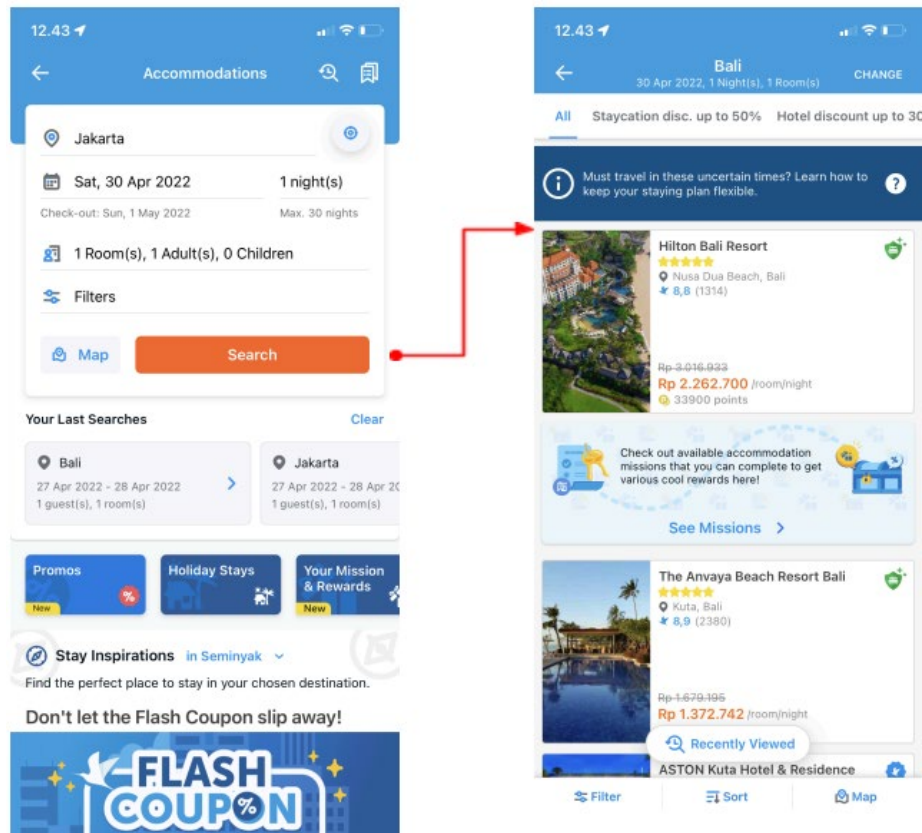 12.43
Accommodations
Jakarta
Sat, 30 Apr 2022
1 night(s)
Check-out: Sun, 1 May 2022
Max. 30 nights
1 Room(s), 1 Adult(s), 0 Children
Filters
Map
Search
Your Last Searches
Clear
Bali
27 Apr 2022 - 28 Apr 2022
1 guest(s), 1 room(s)
Jakarta
27 Apr 2022 - 28 Apr 20
1 guest(s), 1 room(s)
Promos
New
Holiday Stays
Your Mission
& Rewards
New
Stay Inspirations in Seminyak
Find the perfect place to stay in your chosen destination.
Don't let the Flash Coupon slip away!
FLASH
COUPON
12.43
Bali
30 Apr 2022, 1 Night(s), 1 Room(s)
CHANGE
All
Staycation disc. up to 50%
Hotel discount up to 30
Must travel in these uncertain times? Learn how to
keep your staying plan flexible.
?
Hilton Bali Resort
Nusa Dua Beach, Bali
8,8 (1314)
Rp 3.016.933
Rp 2.262.700 /room/night
33900 points
Check out available accommodation
missions that you can complete to get
various cool rewards here!
See Missions
The Anvaya Beach Resort Bali
Kuta, Bali
8,9 (2380)
Rp 1.679.195
Rp 1.372.742 /room/night
Recently Viewed
ASTON Kuta Hotel & Residence
Filter
Sort
Map